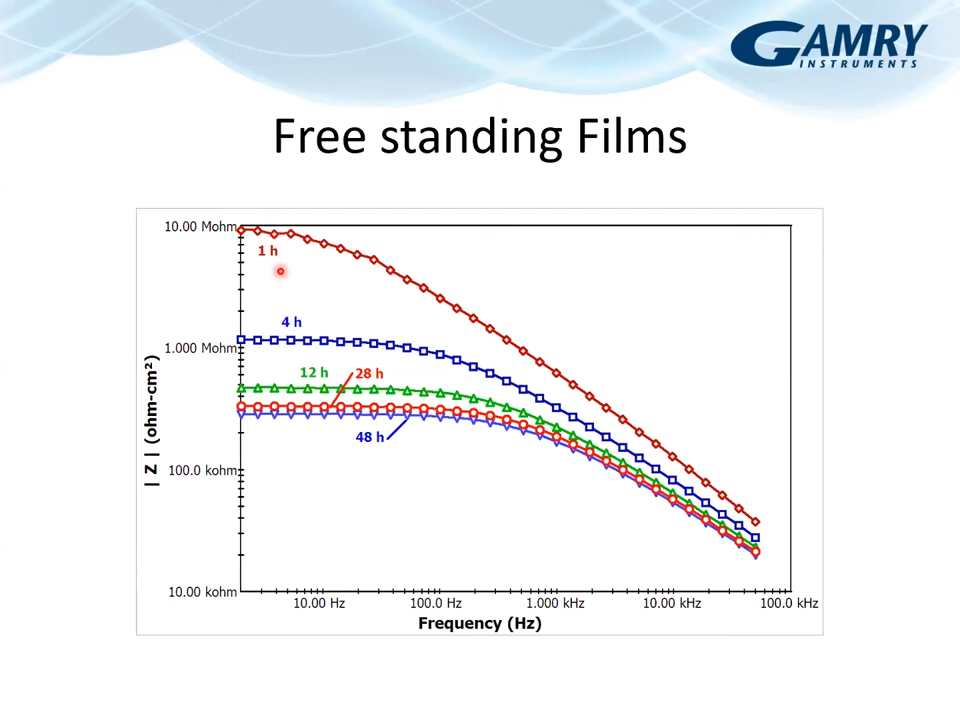 GAMRY
INSTRUMENTS
Free standing Films
10.00 Mohm
1 h
4 h
1.000 Mohm
12 h
28 h
48 h
| Z | (ohm-cm²)
100.0 kohm
10.00 kohm
10.00 Hz 100.0 Hz 1.000 kHz 10.00 kHz 100.0 kHz
Frequency (Hz)